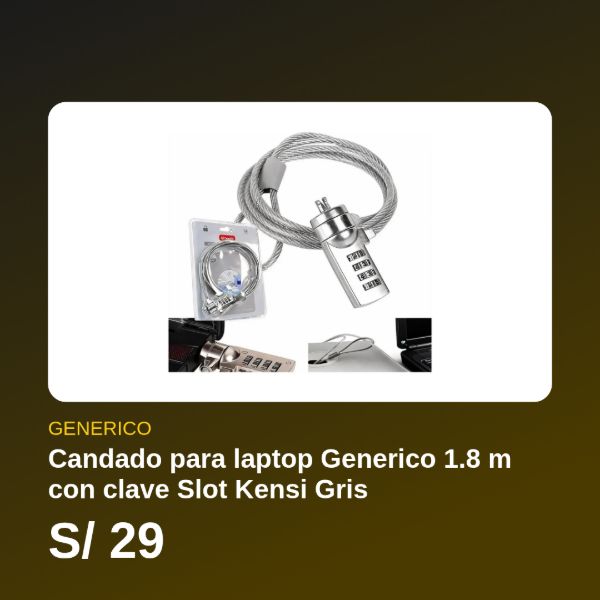 GENERICO
Candado para laptop Generico 1.8 m
con clave Slot Kensi Gris
S/ 29